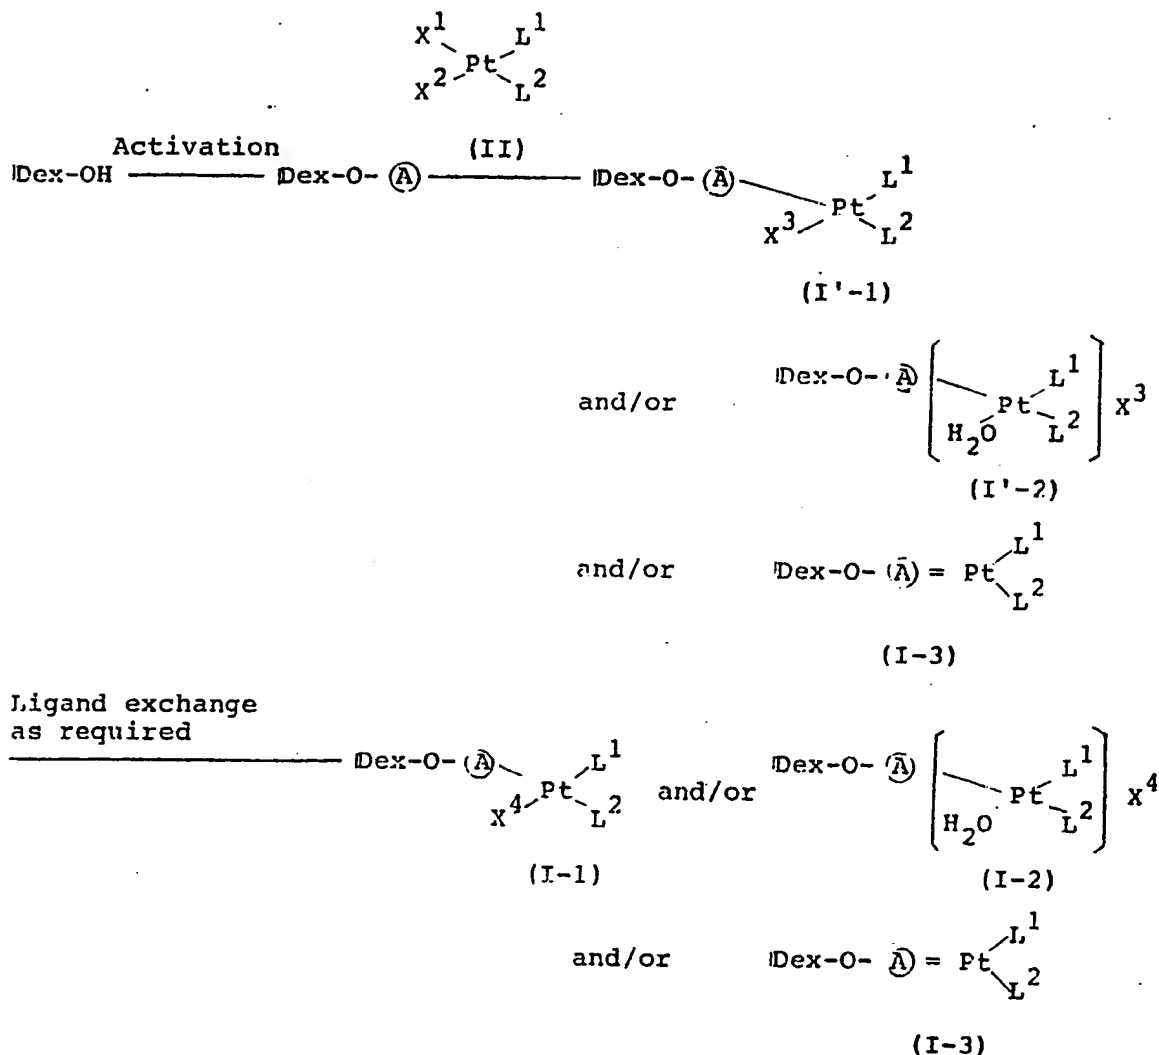 X¹ L¹
Pt
X² L²
Activation (II)
Dex-OH Dex-O-Ⓐ Dex-O-Ⓐ L¹
Pt
X³ L²
(I'-1)
and/or Dex-O-Ⓐ L¹
Pt X³
H₂O L²
(I'-2)
and/or Dex-O-Ⓐ = Pt L¹
L²
(I-3)
Ligand exchange
as required
Dex-O-Ⓐ L¹ and/or Dex-O-Ⓐ L¹
Pt Pt X⁴
X⁴ L² H₂O L²
(I-1) (I-2)
and/or Dex-O-Ⓐ = Pt L¹
L²
(I-3)